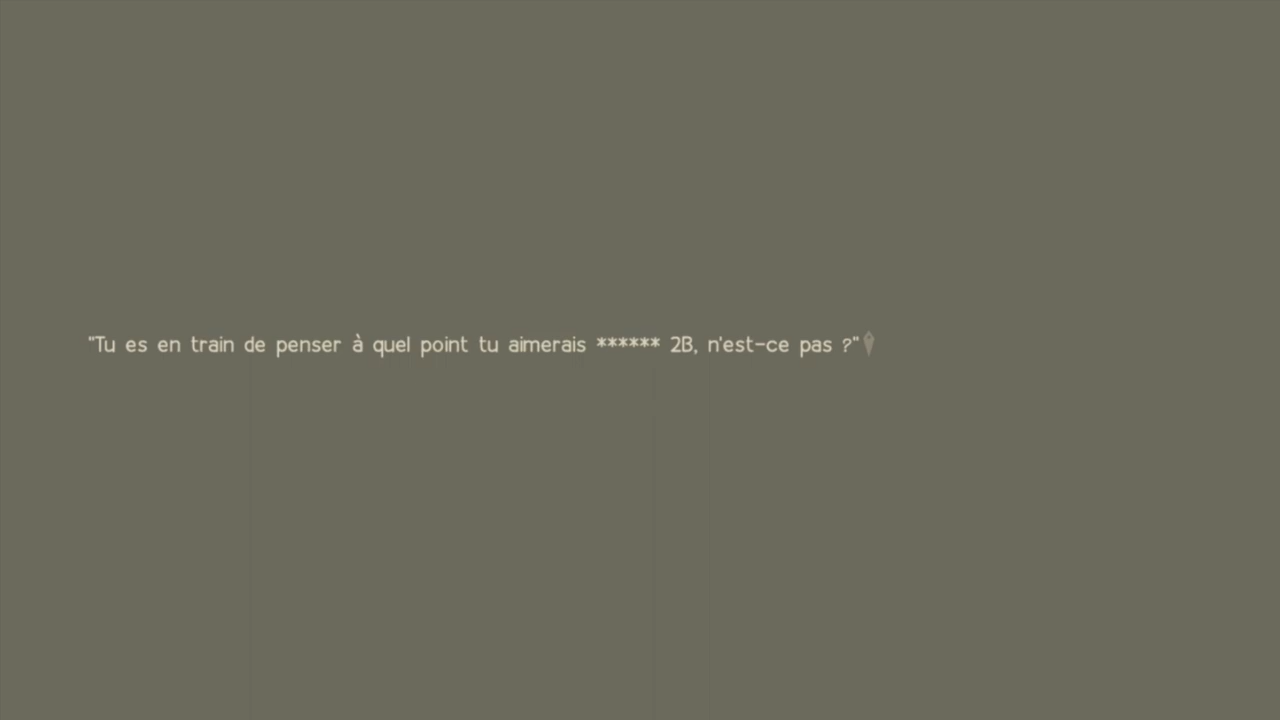 "Tu es en train de penser à quel point tu aimerais ****** 2B, n'est-ce pas ?"